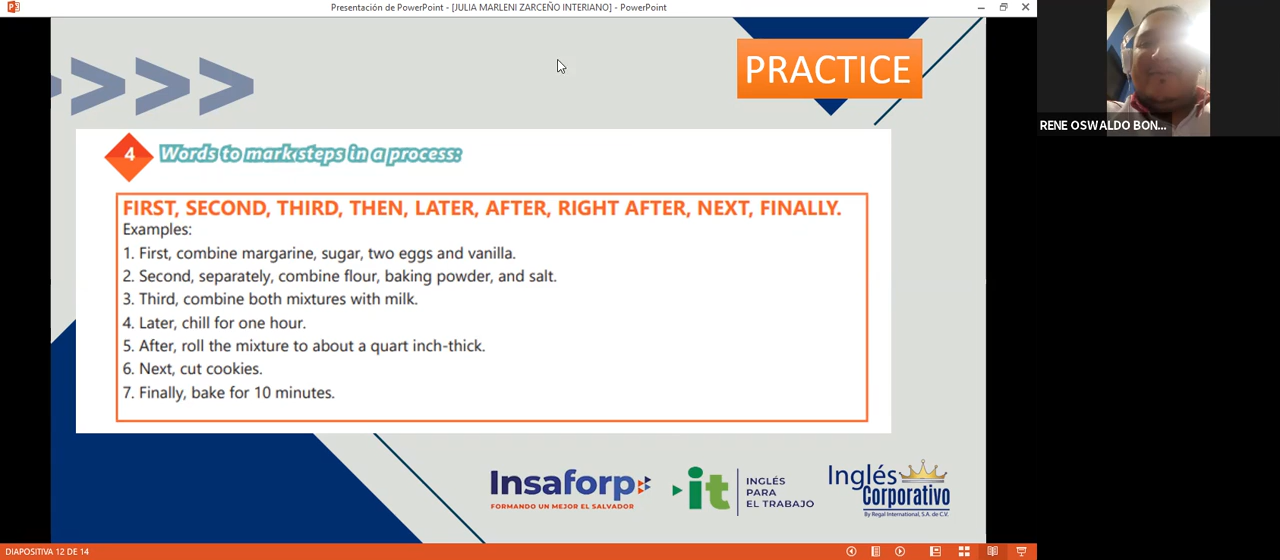 Presentación de PowerPoint - [JULIA MARLENI ZARCEÑO INTERIANO] - PowerPoint
PRACTICE
RENE OSWALDO BON...
4 Words to mark steps in a process:
FIRST, SECOND, THIRD, THEN, LATER, AFTER, RIGHT AFTER, NEXT, FINALLY.
Examples:
1. First, combine margarine, sugar, two eggs and vanilla.
2. Second, separately, combine flour, baking powder, and salt.
3. Third, combine both mixtures with milk.
4. Later, chill for one hour.
5. After, roll the mixture to about a quart inch-thick.
6. Next, cut cookies.
7. Finally, bake for 10 minutes.
Insaforp
FORMANDO UN MEJOR EL SALVADOR
it
INGLÉS
PARA
EL TRABAJO
Inglés
Corporativo
By Regal International, S.A. de C.V.
DIAPOSITIVA 12 DE 14